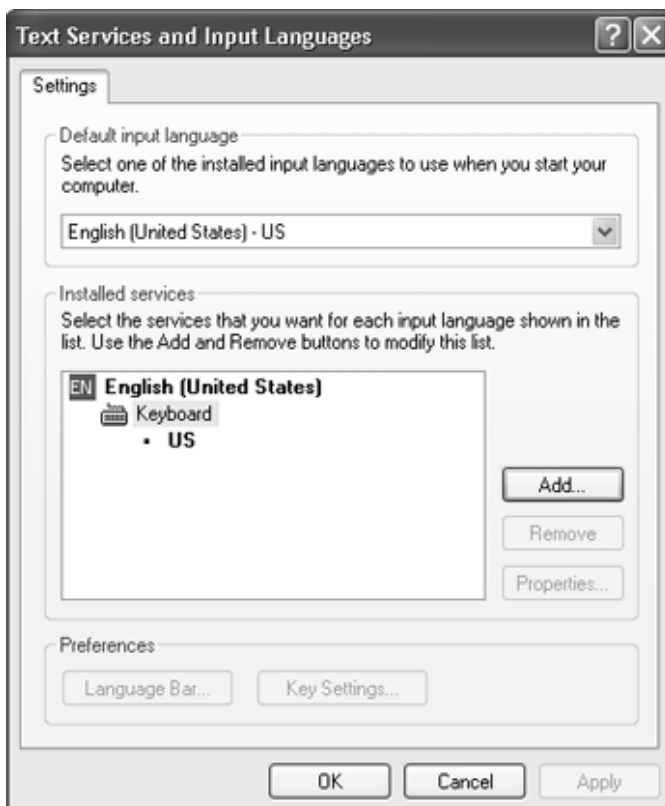 Text Services and Input Languages
Settings
Default input language
Select one of the installed input languages to use when you start your
computer.
English (United States) - US
Installed services
Select the services that you want for each input language shown in the
list. Use the Add and Remove buttons to modify this list.
EN English (United States)
Keyboard
• US
Add...
Remove
Properties...
Preferences
Language Bar...
Key Settings...
OK
Cancel
Apply